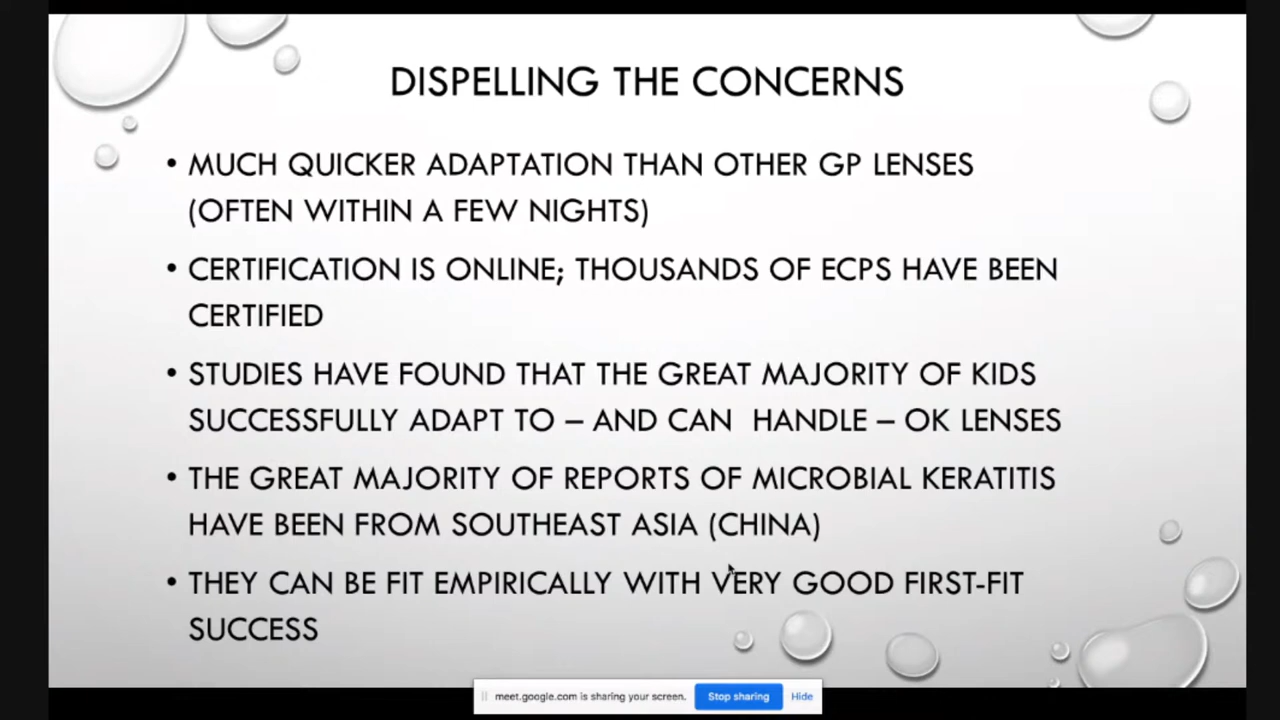 DISPELLING THE CONCERNS
• MUCH QUICKER ADAPTATION THAN OTHER GP LENSES
(OFTEN WITHIN A FEW NIGHTS)
• CERTIFICATION IS ONLINE; THOUSANDS OF ECPS HAVE BEEN
CERTIFIED
• STUDIES HAVE FOUND THAT THE GREAT MAJORITY OF KIDS
SUCCESSFULLY ADAPT TO – AND CAN  HANDLE – OK LENSES
• THE GREAT MAJORITY OF REPORTS OF MICROBIAL KERATITIS
HAVE BEEN FROM SOUTHEAST ASIA (CHINA)
• THEY CAN BE FIT EMPIRICALLY WITH VERY GOOD FIRST-FIT
SUCCESS
meet.google.com is sharing your screen. Stop sharing Hide